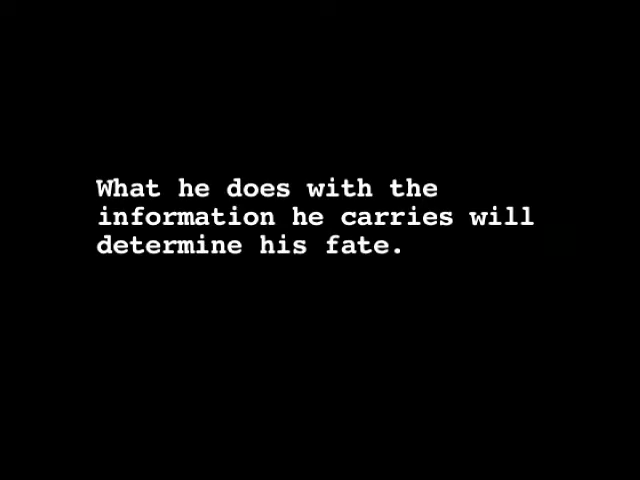 What he does with the
information he carries will
determine his fate.